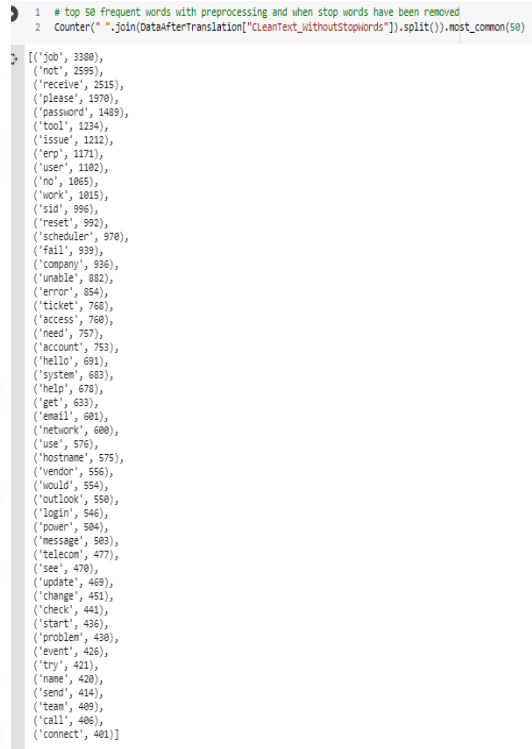 1 # top 50 frequent words with preprocessing and when stop words have been removed
2 Counter(" ".join(DataAfterTranslation["CLeanText_WithoutStopwords"]).split()).most_common(50)
[('job', 3380),
('not', 2595),
('receive', 2515),
('please', 1970),
('password', 1489),
('tool', 1234),
('issue', 1212),
('erp', 1171),
('user', 1102),
('no', 1065),
('work', 1015),
('sid', 996),
('reset', 992),
('scheduler', 970),
('fail', 939),
('company', 936),
('unable', 882),
('error', 854),
('ticket', 768),
('access', 760),
('need', 757),
('account', 753),
('hello', 691),
('system', 683),
('help', 678),
('get', 633),
('email', 601),
('network', 600),
('use', 576),
('hostname', 575),
('vendor', 556),
('would', 554),
('outlook', 550),
('login', 546),
('power', 504),
('message', 503),
('telecom', 477),
('see', 470),
('update', 469),
('change', 451),
('check', 441),
('start', 436),
('problem', 430),
('event', 426),
('try', 421),
('name', 420),
('send', 414),
('team', 409),
('call', 406),
('connect', 401)]